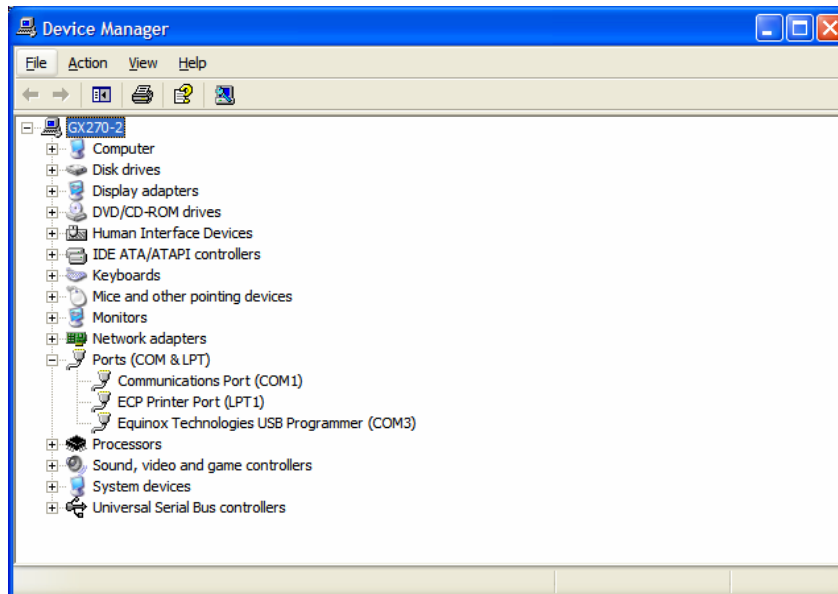 Device Manager
File Action View Help
GX270-2
Computer
Disk drives
Display adapters
DVD/CD-ROM drives
Human Interface Devices
IDE ATA/ATAPI controllers
Keyboards
Mice and other pointing devices
Monitors
Network adapters
Ports (COM & LPT)
Communications Port (COM1)
ECP Printer Port (LPT1)
Equinox Technologies USB Programmer (COM3)
Processors
Sound, video and game controllers
System devices
Universal Serial Bus controllers